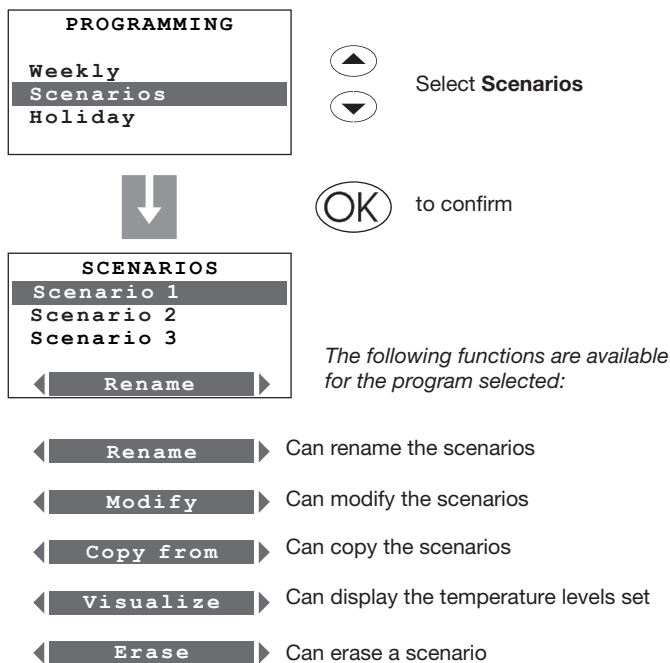 PROGRAMMING
Weekly
Scenarios
Holiday
Select Scenarios
OK
to confirm
SCENARIOS
Scenario 1
Scenario 2
Scenario 3
Rename
The following functions are available
for the program selected:
Rename
Can rename the scenarios
Modify
Can modify the scenarios
Copy from
Can copy the scenarios
Visualize
Can display the temperature levels set
Erase
Can erase a scenario